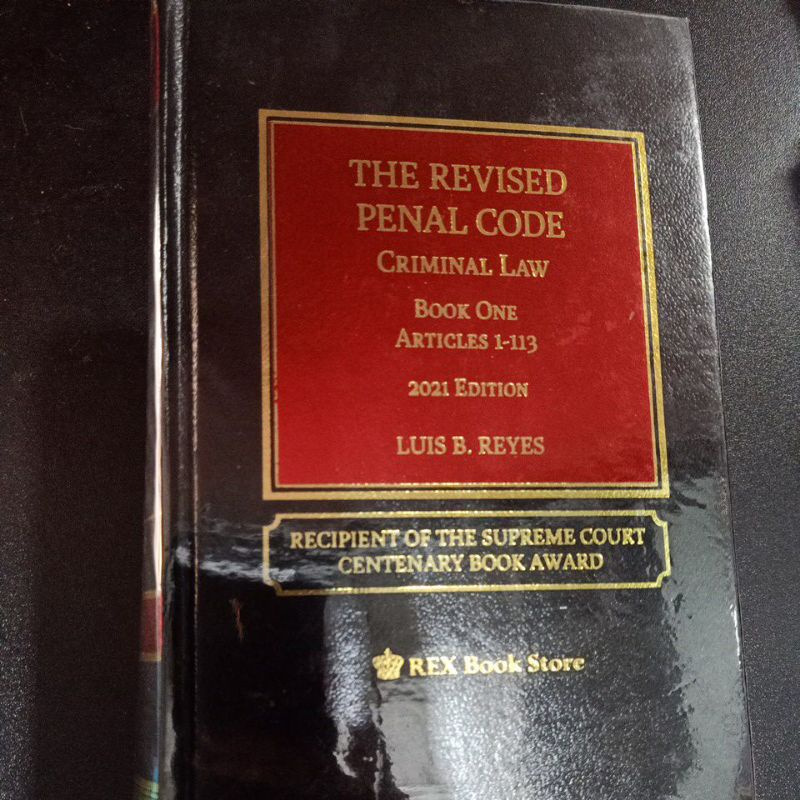 THE REVISED
PENAL CODE
CRIMINAL LAW
BOOK ONE
ARTICLES 1-113
2021 EDITION
LUIS B. REYES
RECIPIENT OF THE SUPREME COURT
CENTENARY BOOK AWARD
REX Book Store